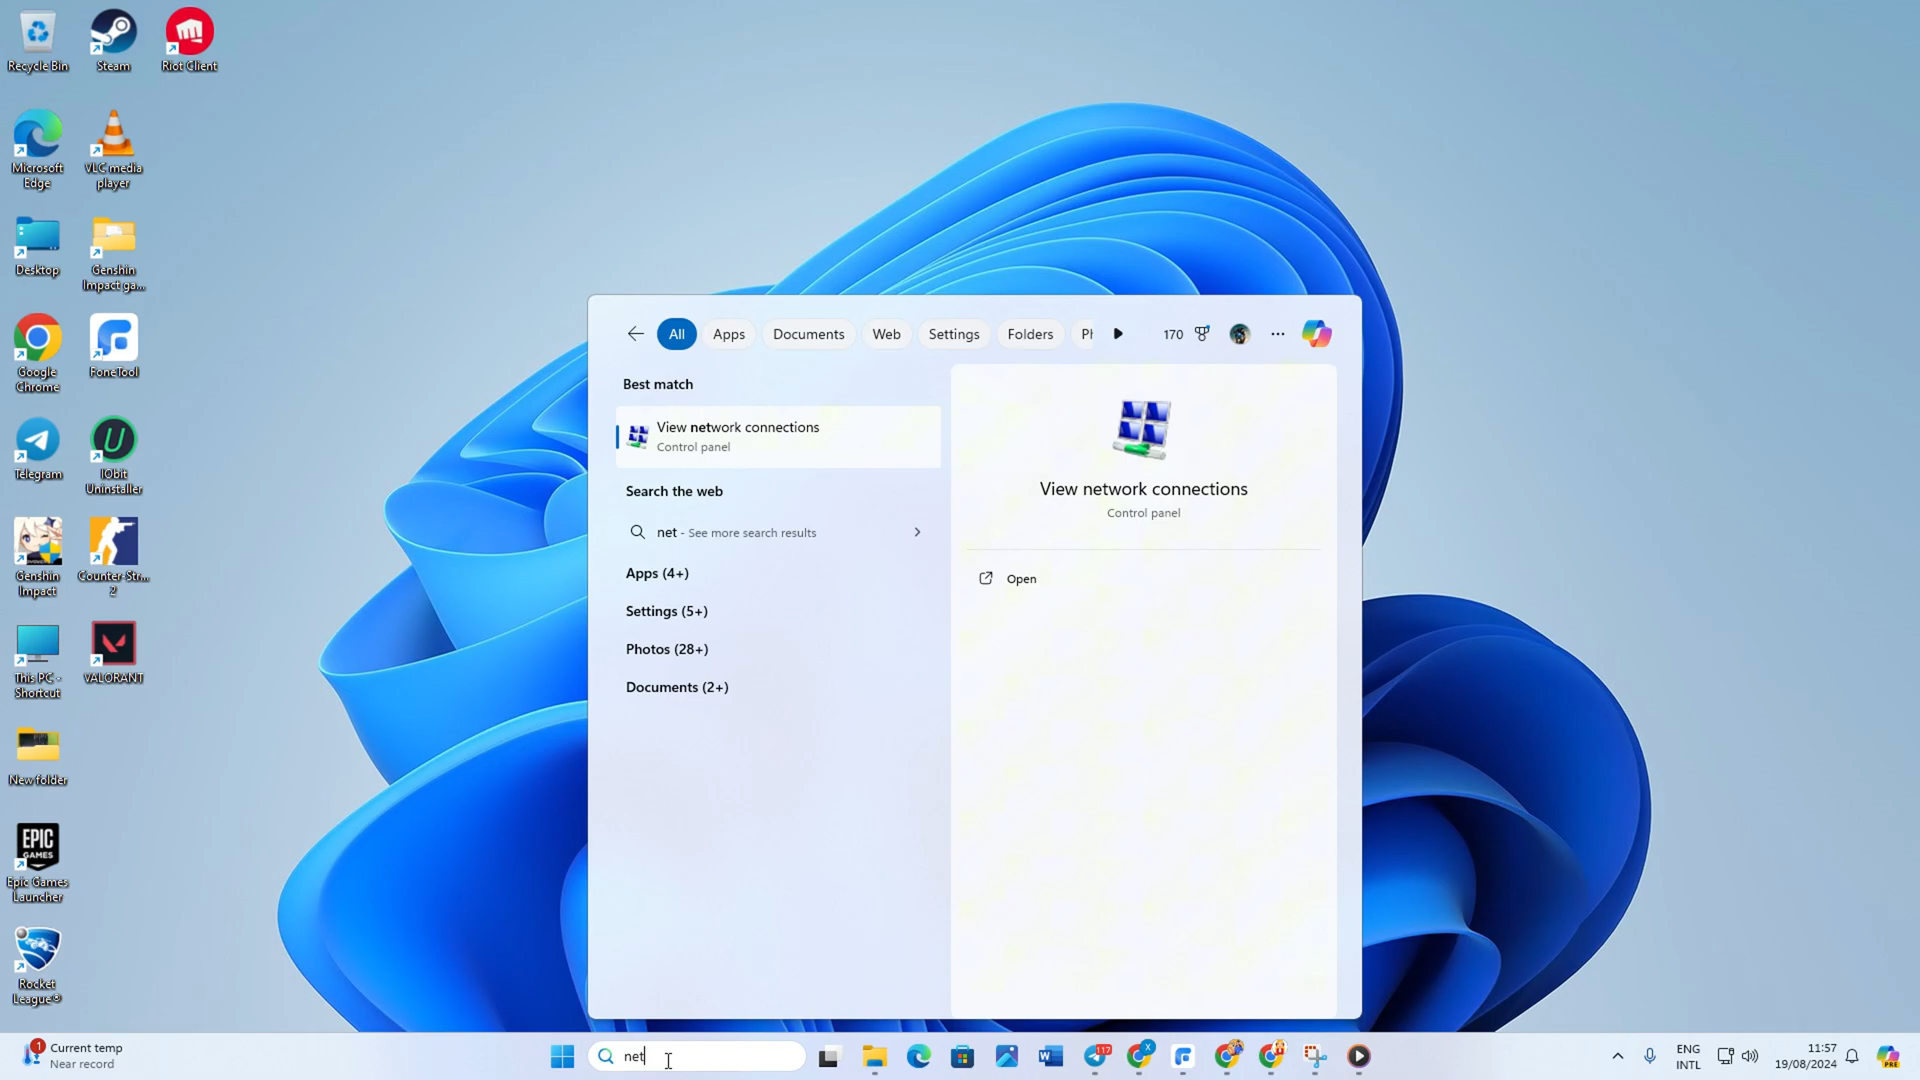 Recycle Bin
Steam
Riot Client
Microsoft
Edge
VLC media
player
Desktop
Genshin
Impact ga...
Google
Chrome
FoneTool
Telegram
IObit
Uninstaller
Genshin
Impact
Counter-Str...
2
This PC -
Shortcut
VALORANT
New folder
EPIC
GAMES
Epic Games
Launcher
Rocket
League®
All
Apps
Documents
Web
Settings
Folders
170
Best match
View network connections
Control panel
Search the web
net - See more search results
Apps (4+)
Settings (5+)
Photos (28+)
Documents (2+)
View network connections
Control panel
Open
1
Current temp
Near record
net
117
X
ENG
INTL
11:57
19/08/2024
PRE